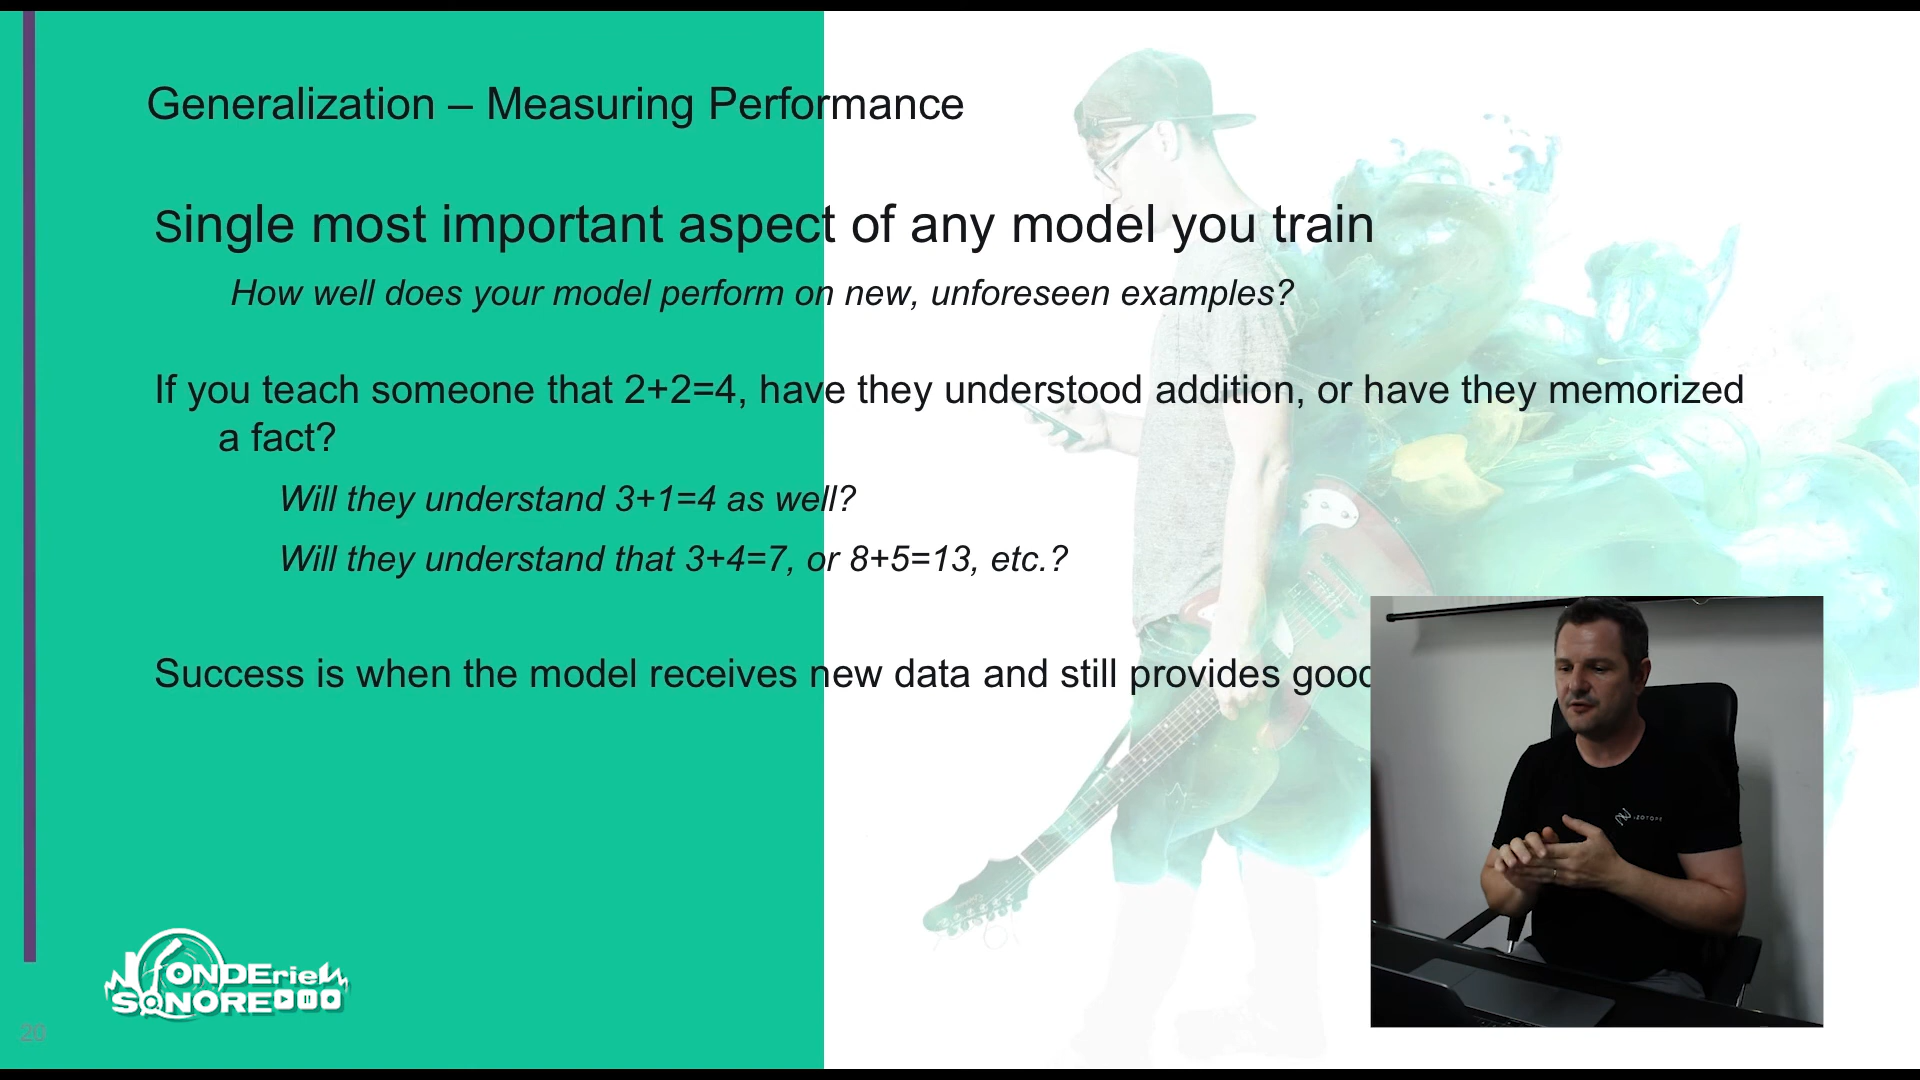 Generalization – Measuring Performance
Single most important aspect of any model you train
How well does your model perform on new, unforeseen examples?
If you teach someone that 2+2=4, have they understood addition, or have they memorized
a fact?
Will they understand 3+1=4 as well?
Will they understand that 3+4=7, or 8+5=13, etc.?
Success is when the model receives new data and still provides good
iZOTOPE
fONDErieN
SONORE
20